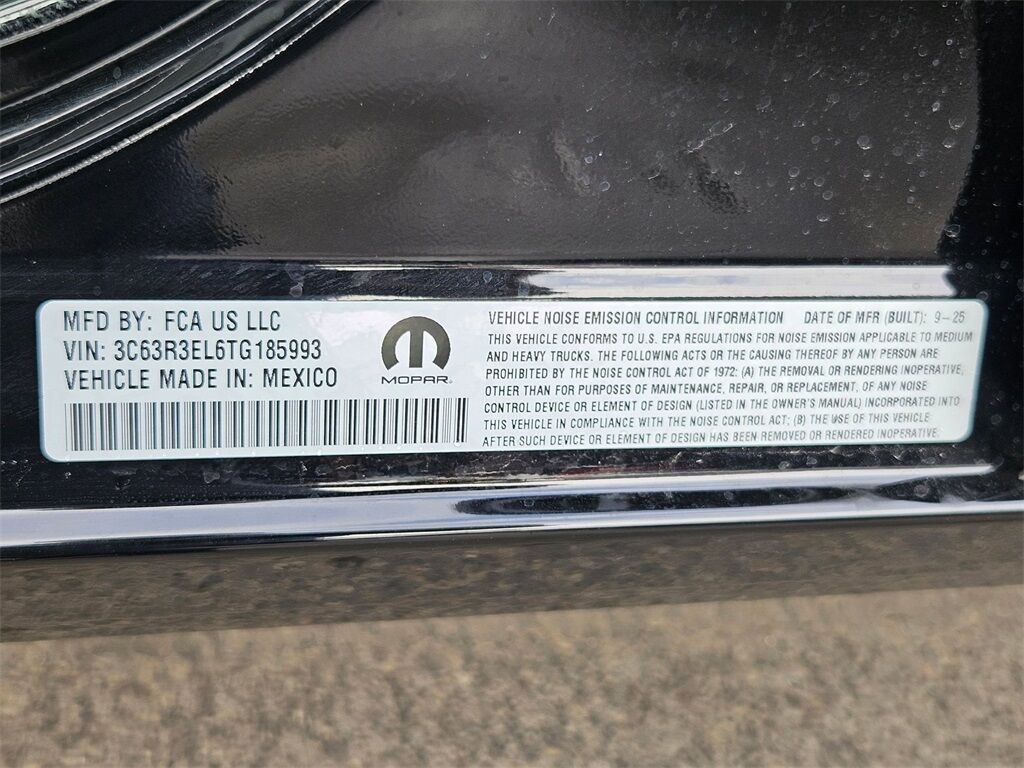 MFD BY: FCA US LLC
VIN: 3C63R3EL6TG185993
VEHICLE MADE IN: MEXICO
MOPAR
VEHICLE NOISE EMISSION CONTROL INFORMATION DATE OF MFR (BUILT): 9-25
THIS VEHICLE CONFORMS TO U.S. EPA REGULATIONS FOR NOISE EMISSION APPLICABLE TO MEDIUM
AND HEAVY TRUCKS. THE FOLLOWING ACTS OR THE CAUSING THEREOF BY ANY PERSON ARE
PROHIBITED BY THE NOISE CONTROL ACT OF 1972: (A) THE REMOVAL OR RENDERING INOPERATIVE,
OTHER THAN FOR PURPOSES OF MAINTENANCE, REPAIR, OR REPLACEMENT, OF ANY NOISE
CONTROL DEVICE OR ELEMENT OF DESIGN (LISTED IN THE OWNER'S MANUAL) INCORPORATED INTO
THIS VEHICLE IN COMPLIANCE WITH THE NOISE CONTROL ACT; (B) THE USE OF THIS VEHICLE
AFTER SUCH DEVICE OR ELEMENT OF DESIGN HAS BEEN REMOVED OR RENDERED INOPERATIVE.